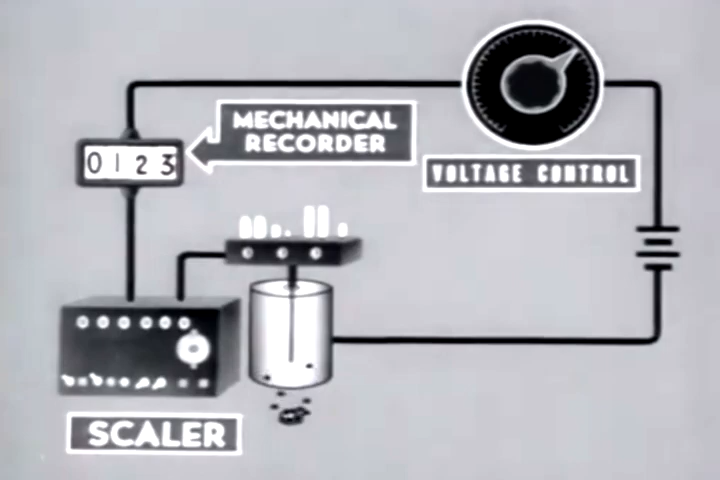 MECHANICAL
RECORDER
0123
VOLTAGE CONTROL
SCALER